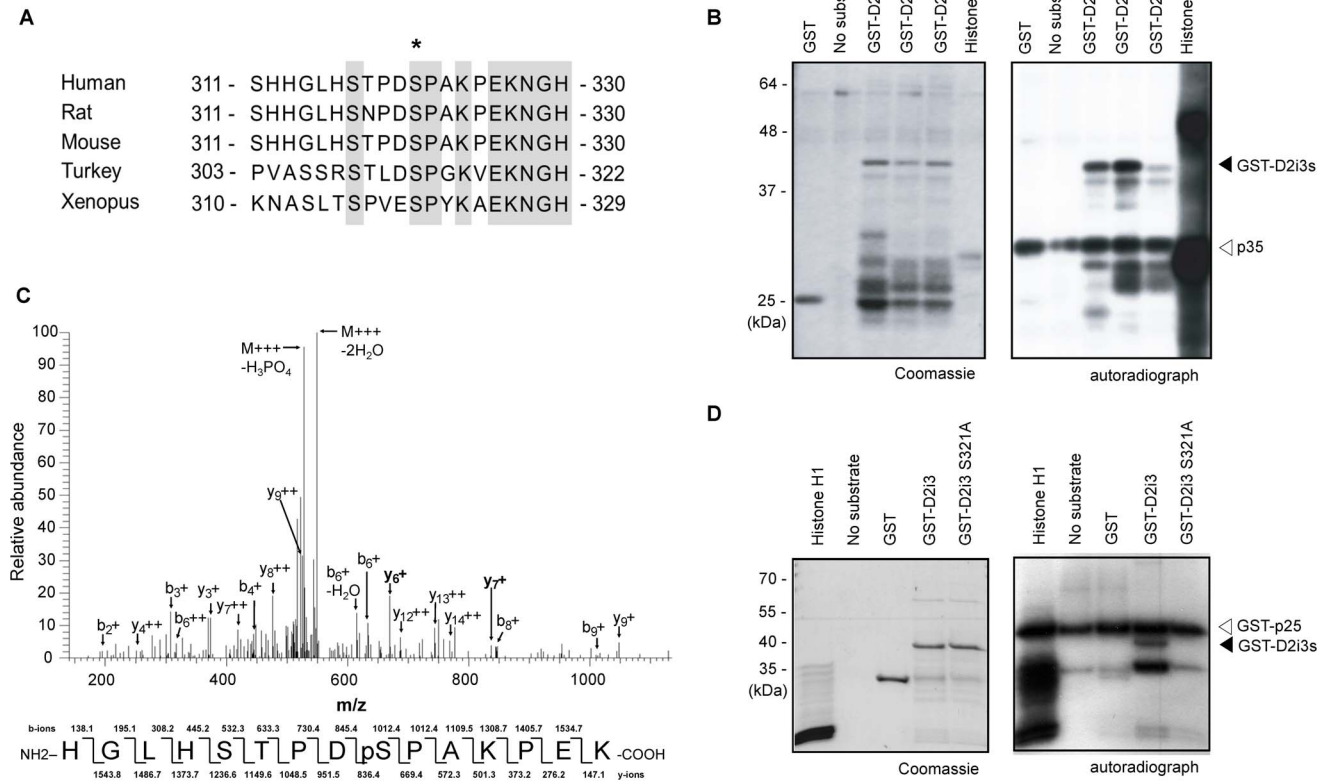 A
*
Human 311 - SHHGLHSTPDSPAKPEKNGH - 330
Rat 311 - SHHGLHSNPDSPAKPEKNGH - 330
Mouse 311 - SHHGLHSTPDSPAKPEKNGH - 330
Turkey 303 - PVASSRSTLDSPGKVEKNGH - 322
Xenopus 310 - KNASLTSPVESPYKAEKNGH - 329
B
GST
No subs
GST-D2
GST-D2
GST-D2
Histone
64 -
48 -
37 -
25 -
(kDa)
Coomassie
GST
No subs
GST-D2
GST-D2
GST-D2
Histone
GST-D2i3s
p35
autoradiograph
C
Relative abundance
100
90
80
70
60
50
40
30
20
10
0
M+++
-H3PO4
M+++
-2H2O
y9++
b2+
y4++
b3+
b6++
y3+
y7++
b4+
y8++
b6+
-H2O
b6+
y6+
y12++
y13++
y14++
y7+
b8+
b9+
y9+
200 400 600 800 1000
m/z
b-ions 138.1 195.1 308.2 445.2 532.3 633.3 730.4 845.4 1012.4 1012.4 1109.5 1308.7 1405.7 1534.7
NH2– H G L H S T P D pS P A K P E K -COOH
1543.8 1486.7 1373.7 1236.6 1149.6 1048.5 951.5 836.4 669.4 572.3 501.3 373.2 276.2 147.1 y-ions
D
Histone H1
No substrate
GST
GST-D2i3
GST-D2i3 S321A
70 -
55 -
40 -
35 -
(kDa)
Coomassie
Histone H1
No substrate
GST
GST-D2i3
GST-D2i3 S321A
GST-p25
GST-D2i3s
autoradiograph